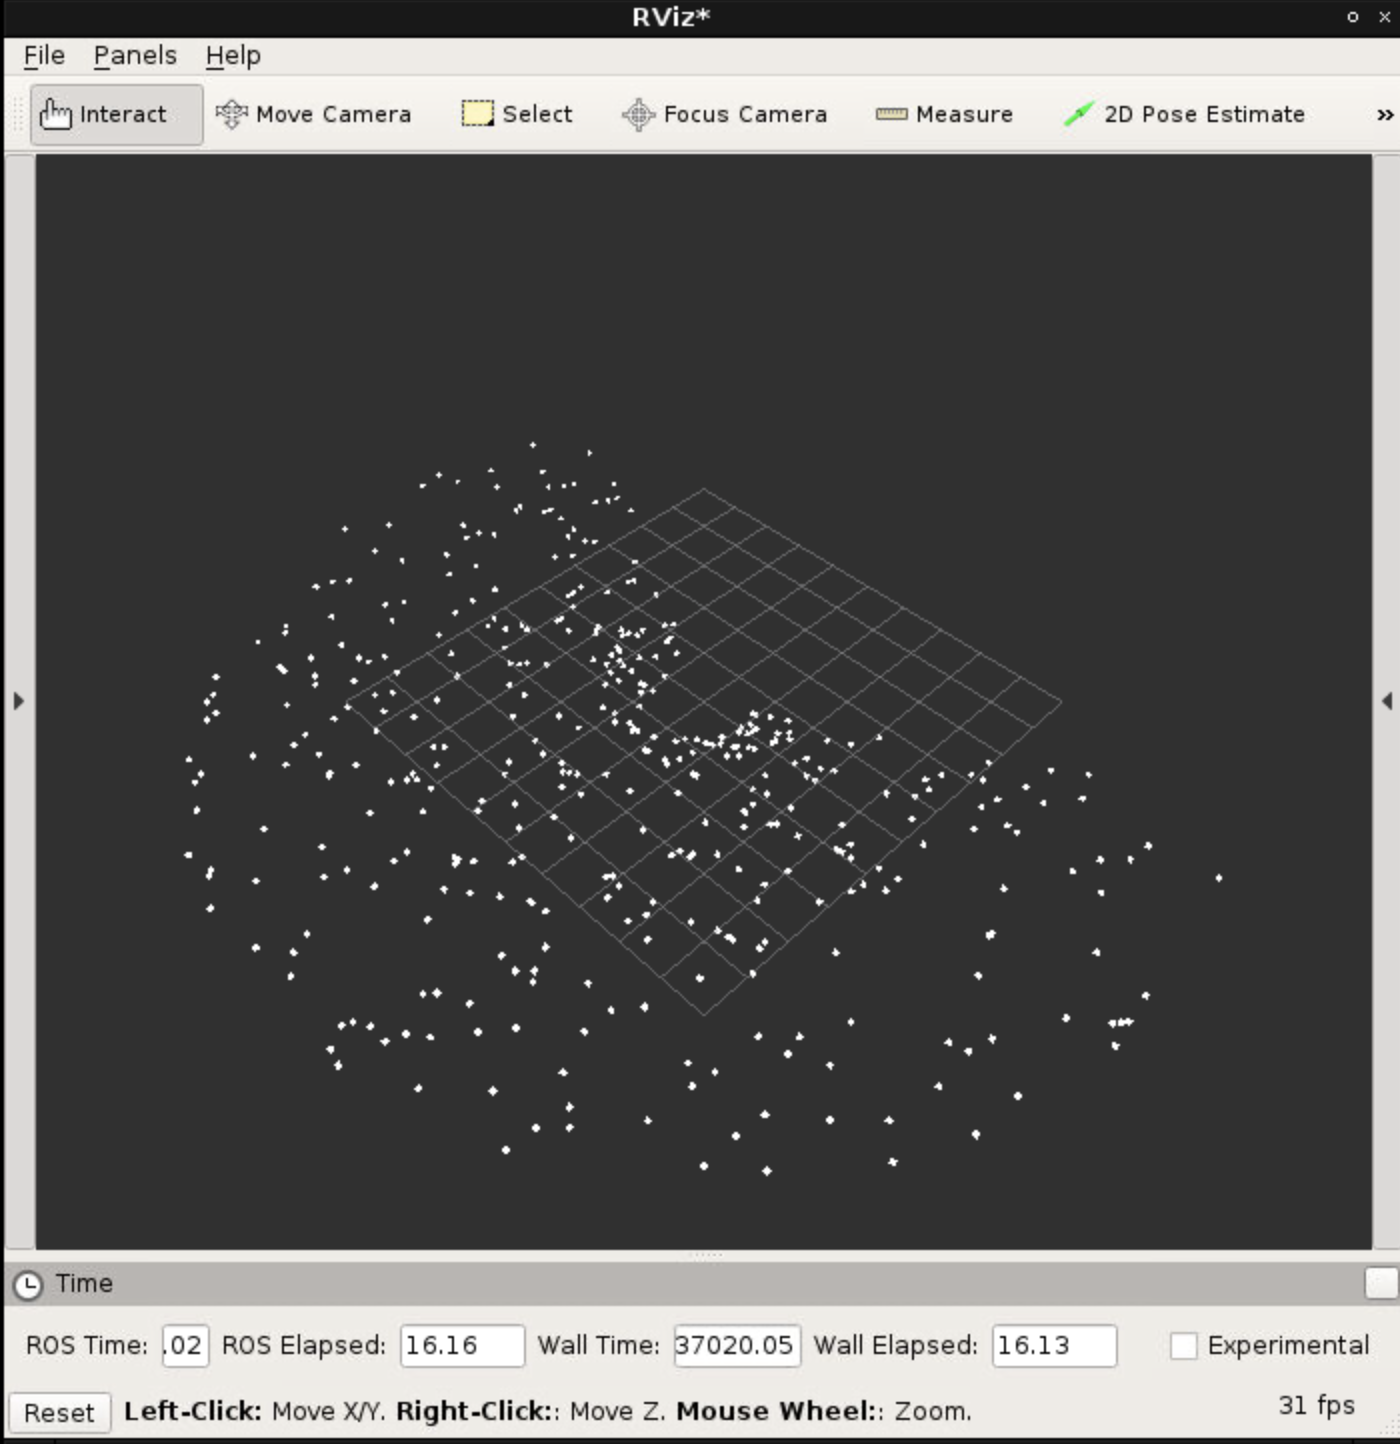 RViz*
File Panels Help
Interact Move Camera Select Focus Camera Measure 2D Pose Estimate »
Time
ROS Time: .02 ROS Elapsed: 16.16 Wall Time: 37020.05 Wall Elapsed: 16.13 Experimental
Reset Left-Click: Move X/Y. Right-Click:: Move Z. Mouse Wheel:: Zoom. 31 fps